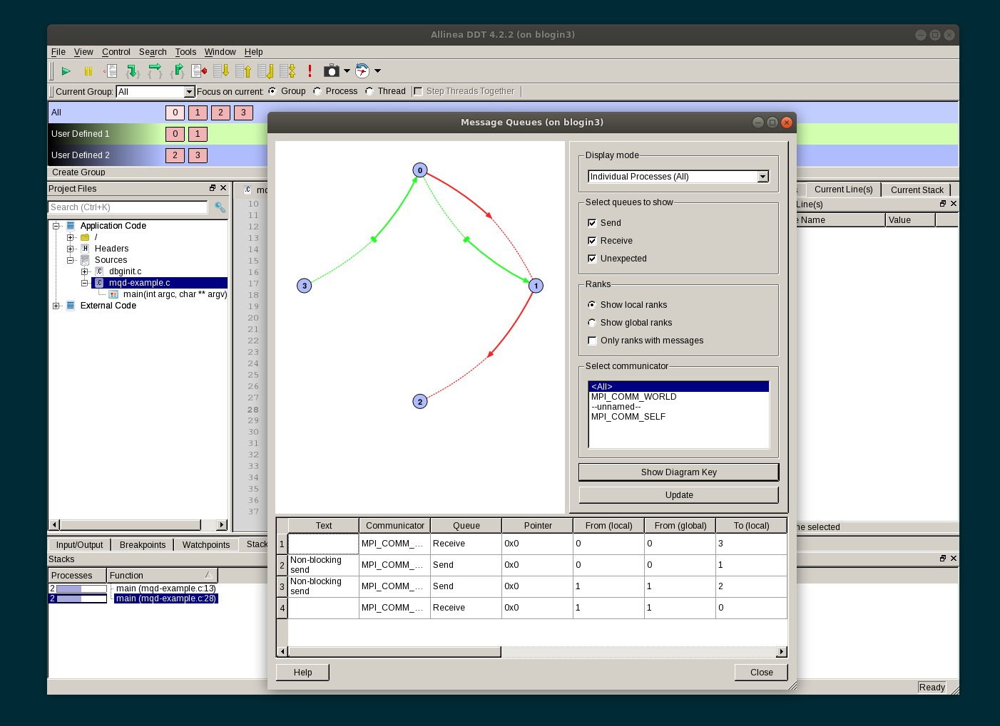 Allinea DDT 4.2.2 (on blogin3)
File View Control Search Tools Window Help
Current Group: All Focus on current: Group Process Thread Step Threads Together
All 0 1 2 3
User Defined 1 0 1
User Defined 2 2 3
Create Group
Project Files
Search (Ctrl+K)
Application Code
/
Headers
Sources
dbginit.c
mqd-example.c
main(int argc, char ** argv)
External Code
10
11
12
13
14
15
16
17
18
19
20
21
22
23
24
25
26
27
28
29
30
31
32
33
34
35
36
37
Message Queues (on blogin3)
0
3
1
2
Display mode
Individual Processes (All)
Select queues to show
Send
Receive
Unexpected
Ranks
Show local ranks
Show global ranks
Only ranks with messages
Select communicator
<All>
MPI_COMM_WORLD
--unnamed--
MPI_COMM_SELF
Show Diagram Key
Update
Text Communicator Queue Pointer From (local) From (global) To (local)
1 MPI_COMM_... Receive 0x0 0 0 3
2 Non-blocking send MPI_COMM_... Send 0x0 0 0 1
3 Non-blocking send MPI_COMM_... Send 0x0 1 1 2
4 MPI_COMM_... Receive 0x0 1 1 0
Help Close
Current Line(s) Current Stack
Line(s)
Name Value
selected
Input/Output Breakpoints Watchpoints Stack
Stacks
Processes Function
2 main (mqd-example.c:13)
2 main (mqd-example.c:28)
Ready